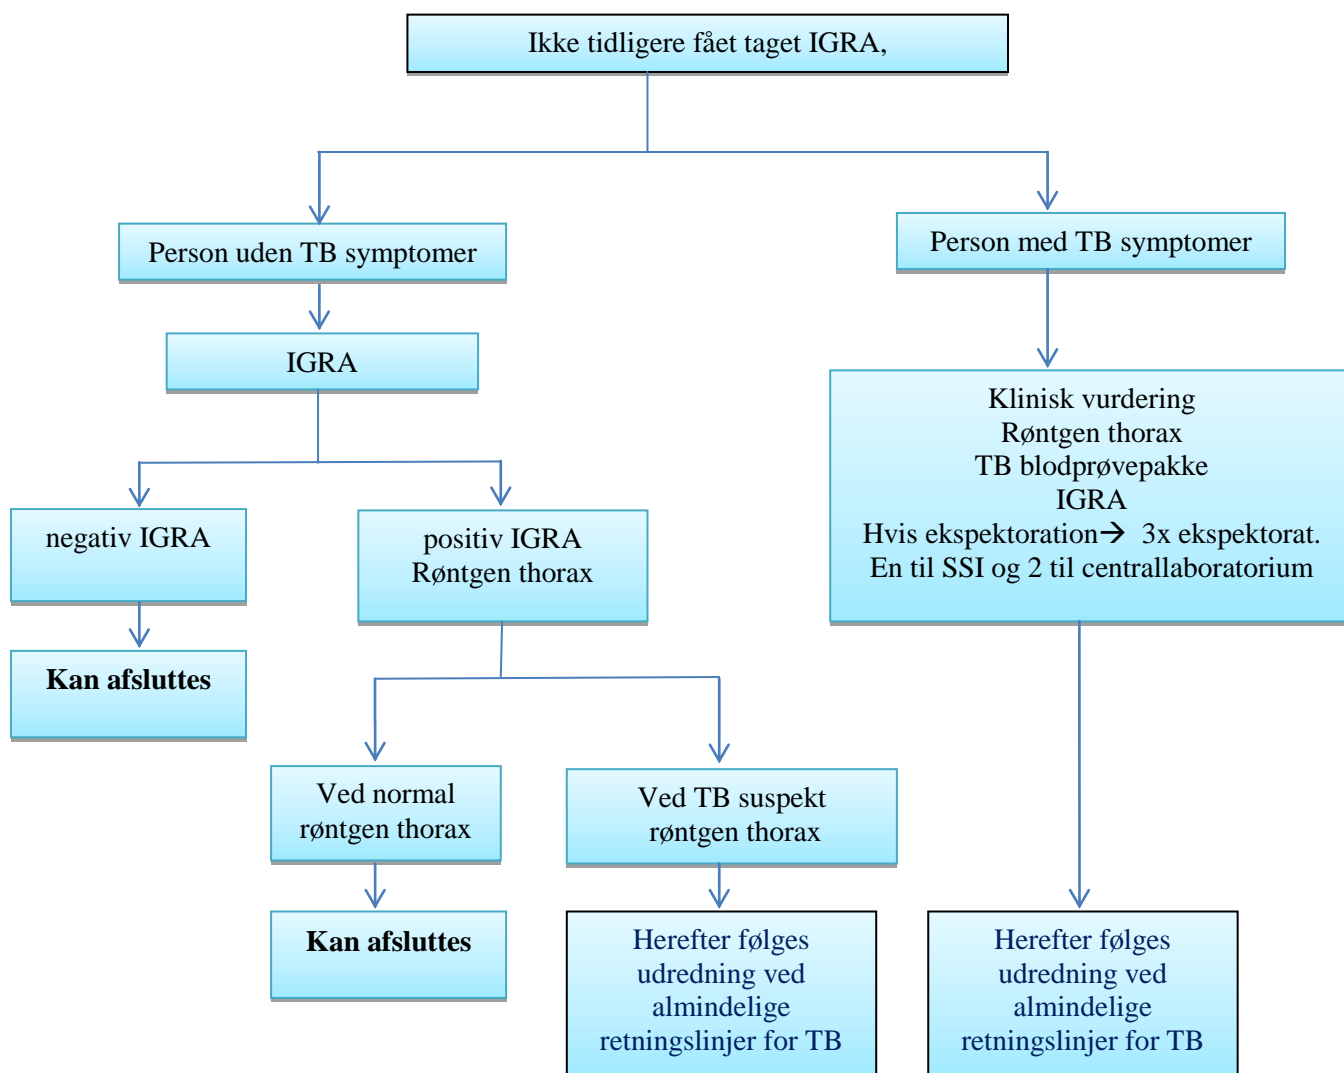 Ikke tidligere fået taget IGRA,
Person uden TB symptomer
Person med TB symptomer
IGRA
Klinisk vurdering
Røntgen thorax
TB blodprøvepakke
IGRA
Hvis ekspektoration→ 3x ekspektorat.
En til SSI og 2 til centrallaboratorium
negativ IGRA
positiv IGRA
Røntgen thorax
Kan afsluttes
Ved normal
røntgen thorax
Ved TB suspekt
røntgen thorax
Kan afsluttes
Herefter følges
udredning ved
almindelige
retningslinjer for TB
Herefter følges
udredning ved
almindelige
retningslinjer for TB